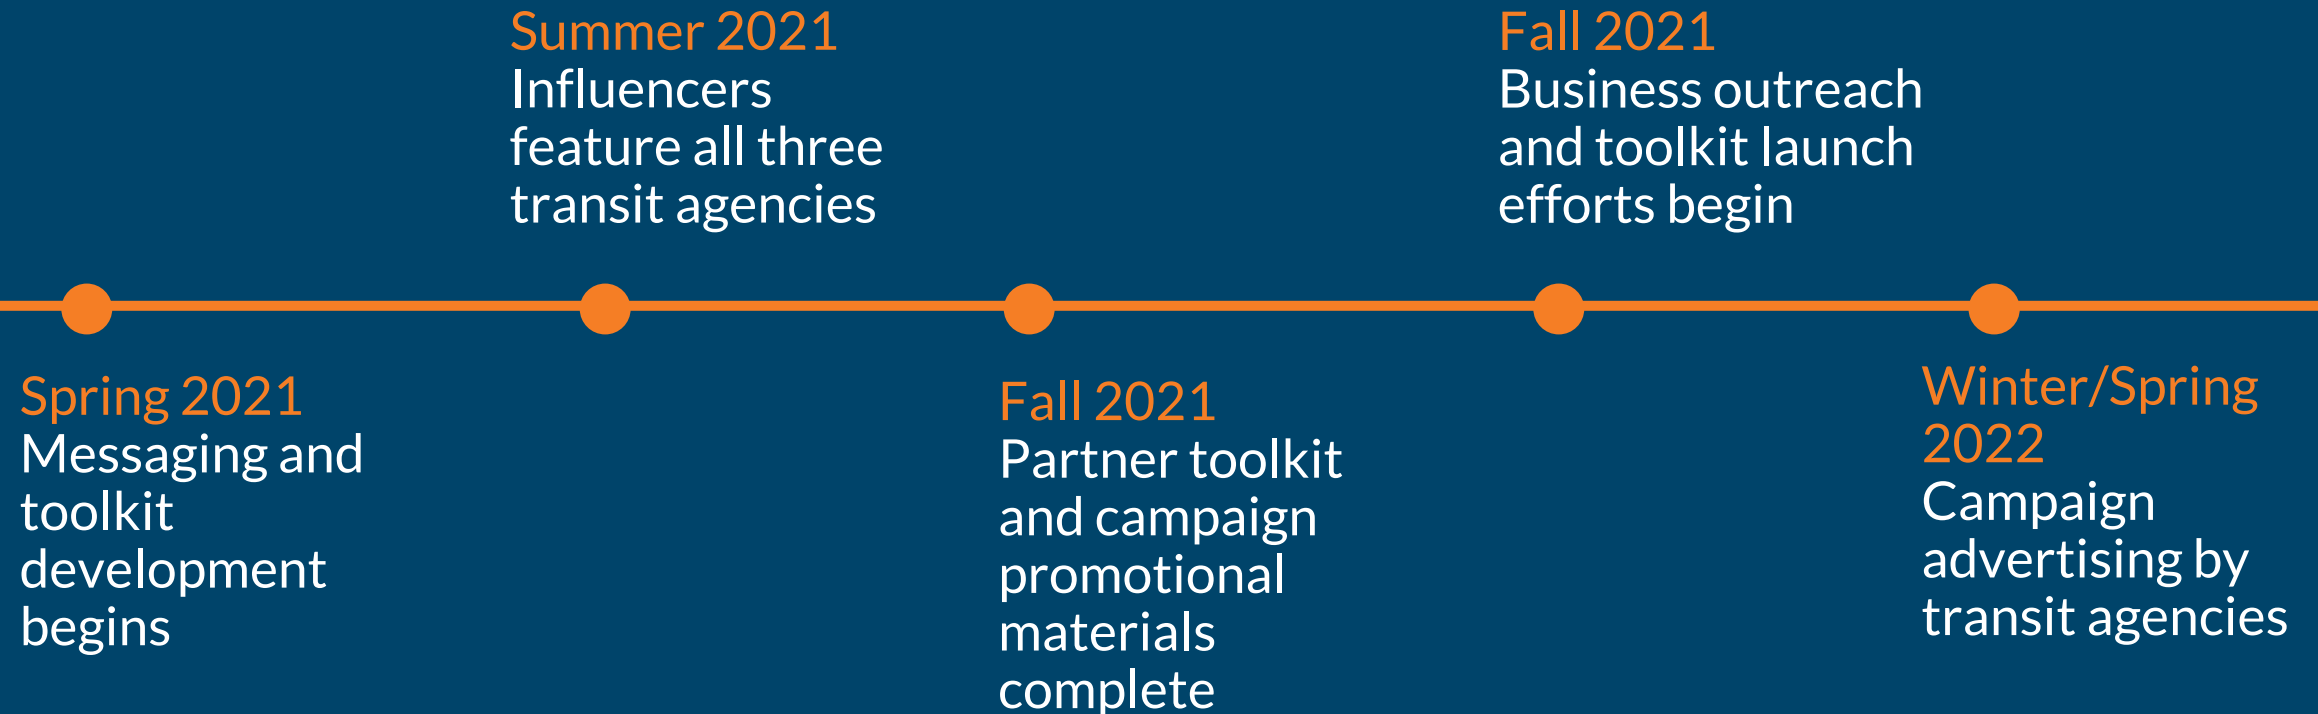 Summer 2021
Influencers
feature all three
transit agencies
Fall 2021
Business outreach
and toolkit launch
efforts begin
Spring 2021
Messaging and
toolkit
development
begins
Fall 2021
Partner toolkit
and campaign
promotional
materials
complete
Winter/Spring
2022
Campaign
advertising by
transit agencies